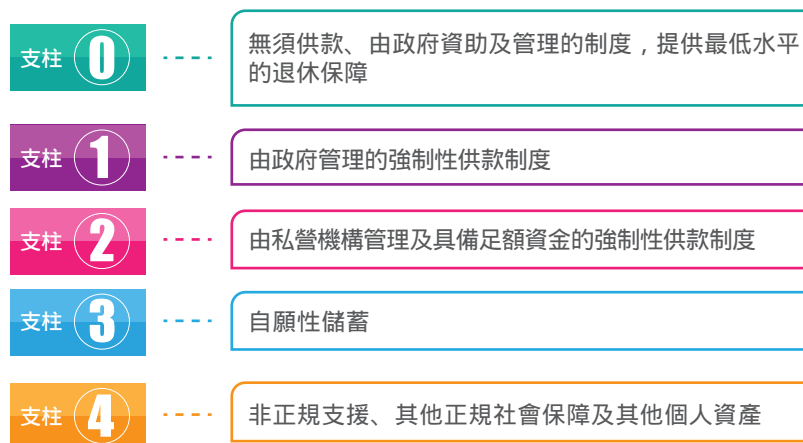 支柱 0
無須供款、由政府資助及管理的制度，提供最低水平
的退休保障
支柱 1
由政府管理的強制性供款制度
支柱 2
由私營機構管理及具備足額資金的強制性供款制度
支柱 3
自願性儲蓄
支柱 4
非正規支援、其他正規社會保障及其他個人資產